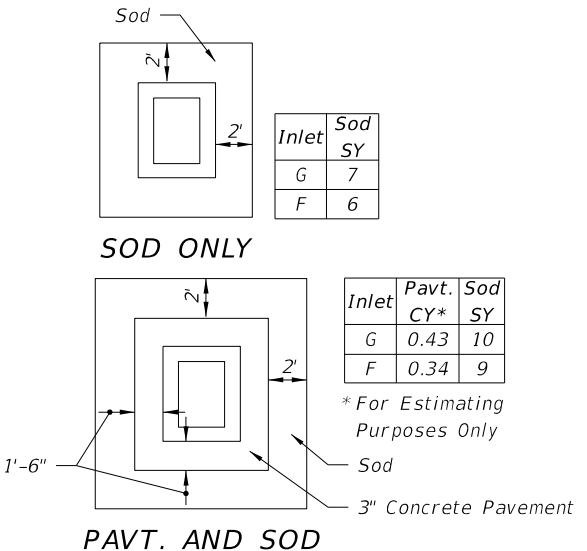 Sod
2'
2'
Inlet Sod SY
G 7
F 6
SOD ONLY
2'
2'
1'-6"
Inlet Pavt. CY* Sod SY
G 0.43 10
F 0.34 9
* For Estimating
Purposes Only
Sod
3" Concrete Pavement
PAVT. AND SOD